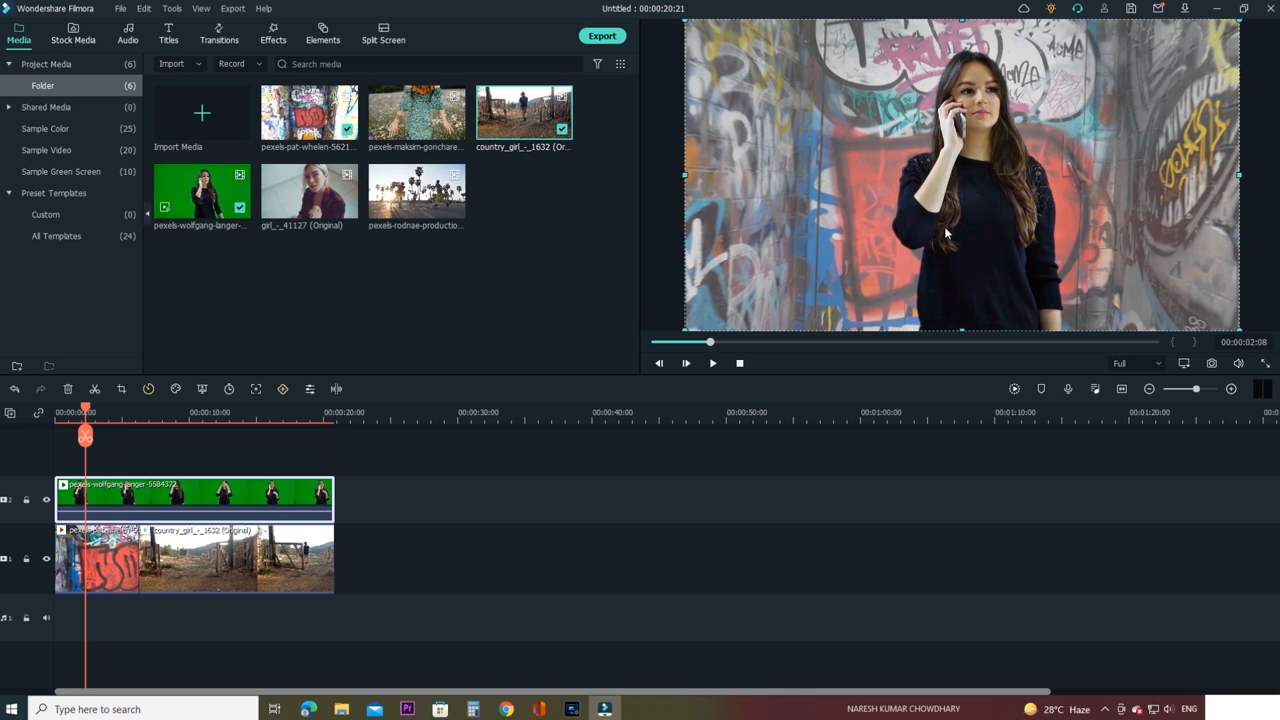 Wondershare Filmora File Edit Tools View Export Help Untitled : 00:00:20:21
Media Stock Media Audio Titles Transitions Effects Elements Split Screen Export
Project Media (6)
Folder (6)
Shared Media (0)
Sample Color (25)
Sample Video (20)
Sample Green Screen (10)
Preset Templates
Custom (0)
All Templates (24)
Import Record Search media
Import Media pexels-pat-whelen-5621... pexels-maksim-gonchare... country_girl_-_1632 (Or...
pexels-wolfgang-langer-... girl_-_41127 (Original) pexels-rodnae-productio...
ACME
00:00:02:08
Full
00:00:10:00 00:00:20:00 00:00:30:00 00:00:40:00 00:00:50:00 00:01:00:00 00:01:10:00 00:01:20:00
2 pexels-wolfgang-langer-5584372
1 country_girl_-_1632 (Original)
1
Type here to search Pr NARESH KUMAR CHOWDHARY 28°C Haze ENG